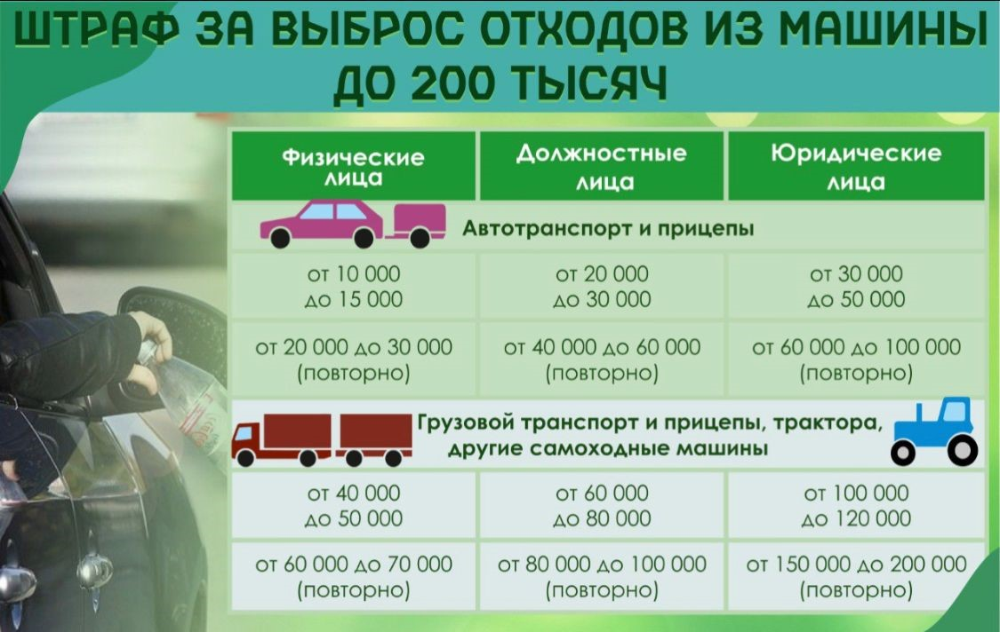 ШТРАФ ЗА ВЫБРОС ОТХОДОВ ИЗ МАШИНЫ
ДО 200 ТЫСЯЧ
Физические
лица
Должностные
лица
Юридические
лица
Автотранспорт и прицепы
от 10 000
до 15 000
от 20 000
до 30 000
от 30 000
до 50 000
от 20 000 до 30 000
(повторно)
от 40 000 до 60 000
(повторно)
от 60 000 до 100 000
(повторно)
Грузовой транспорт и прицепы, трактора,
другие самоходные машины
от 40 000
до 50 000
от 60 000
до 80 000
от 100 000
до 120 000
от 60 000 до 70 000
(повторно)
от 80 000 до 100 000
(повторно)
от 150 000 до 200 000
(повторно)